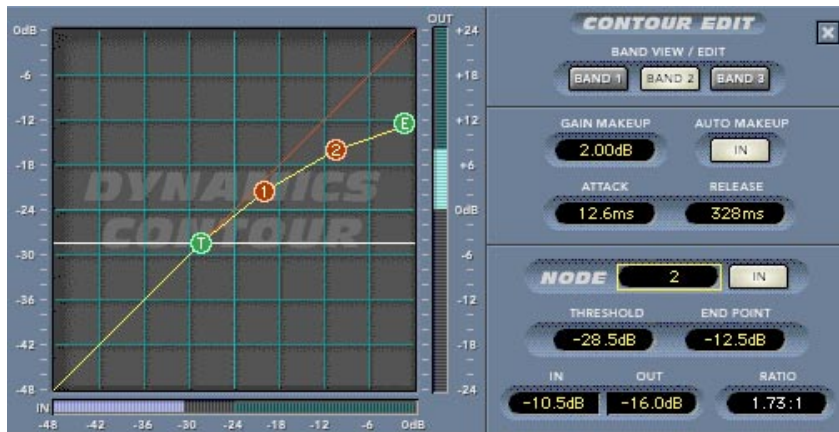 OUT
CONTOUR EDIT
BAND VIEW / EDIT
BAND 1 BAND 2 BAND 3
GAIN MAKEUP AUTO MAKEUP
2.00dB IN
ATTACK RELEASE
12.6ms 328ms
NODE 2 IN
THRESHOLD END POINT
-28.5dB -12.5dB
IN OUT RATIO
-10.5dB -16.0dB 1.73:1
0dB
-6
-12
-18
-24
-30
-36
-42
-48
DYNAMICS
CONTOUR
T
1
2
E
+24
+18
+12
+6
0dB
-6
-12
-18
-24
IN
-48 -42 -36 -30 -24 -18 -12 -6 0dB